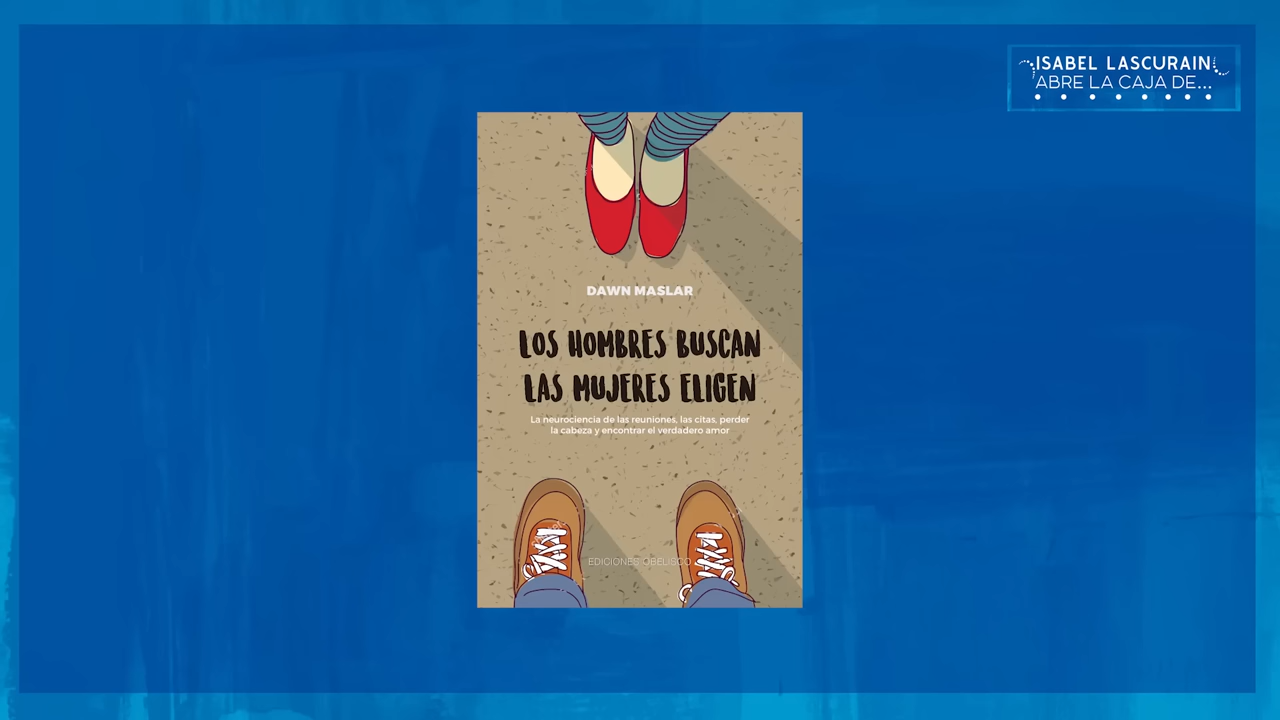 ISABEL LASCURAIN
ABRE LA CAJA DE...
DAWN MASLAR
LOS HOMBRES BUSCAN
LAS MUJERES ELIGEN
La neurociencia de las reuniones, las citas, perder
la cabeza y encontrar el verdadero amor
EDICIONES OBELISCO